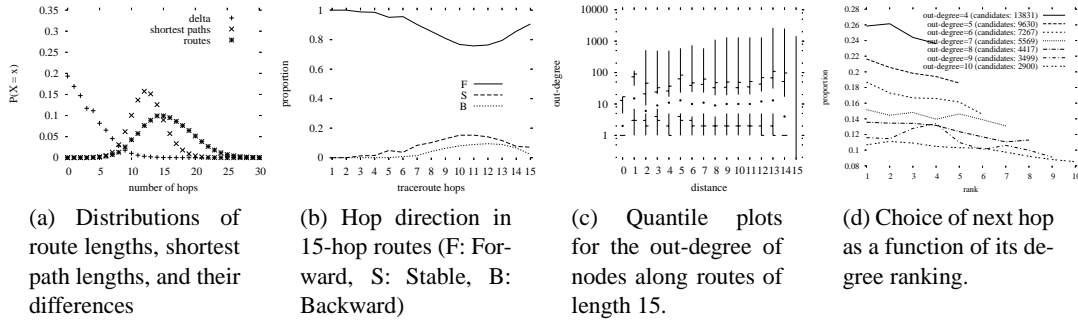 0.35
0.3
0.25
0.2
0.15
0.1
0.05
0
P(X = x)
0 5 10 15 20 25 30
number of hops
delta
shortest paths
routes
1
0.8
0.6
0.4
0.2
0
proportion
1 2 3 4 5 6 7 8 9 10 11 12 13 14 15
traceroute hops
F
S
B
10000
1000
100
10
1
out-degree
0 1 2 3 4 5 6 7 8 9 10 11 12 13 14 15
distance
0.28
0.26
0.24
0.22
0.2
0.18
0.16
0.14
0.12
0.1
0.08
proportion
1 2 3 4 5 6 7 8 9 10
rank
out-degree=4 (candidates: 13831)
out-degree=5 (candidates: 9630)
out-degree=6 (candidates: 7267)
out-degree=7 (candidates: 5569)
out-degree=8 (candidates: 4417)
out-degree=9 (candidates: 3499)
out-degree=10 (candidates: 2900)
(a) Distributions of
route lengths, shortest
path lengths, and their
differences
(b) Hop direction in
15-hop routes (F: For-
ward, S: Stable, B:
Backward)
(c) Quantile plots
for the out-degree of
nodes along routes of
length 15.
(d) Choice of next hop
as a function of its de-
gree ranking.